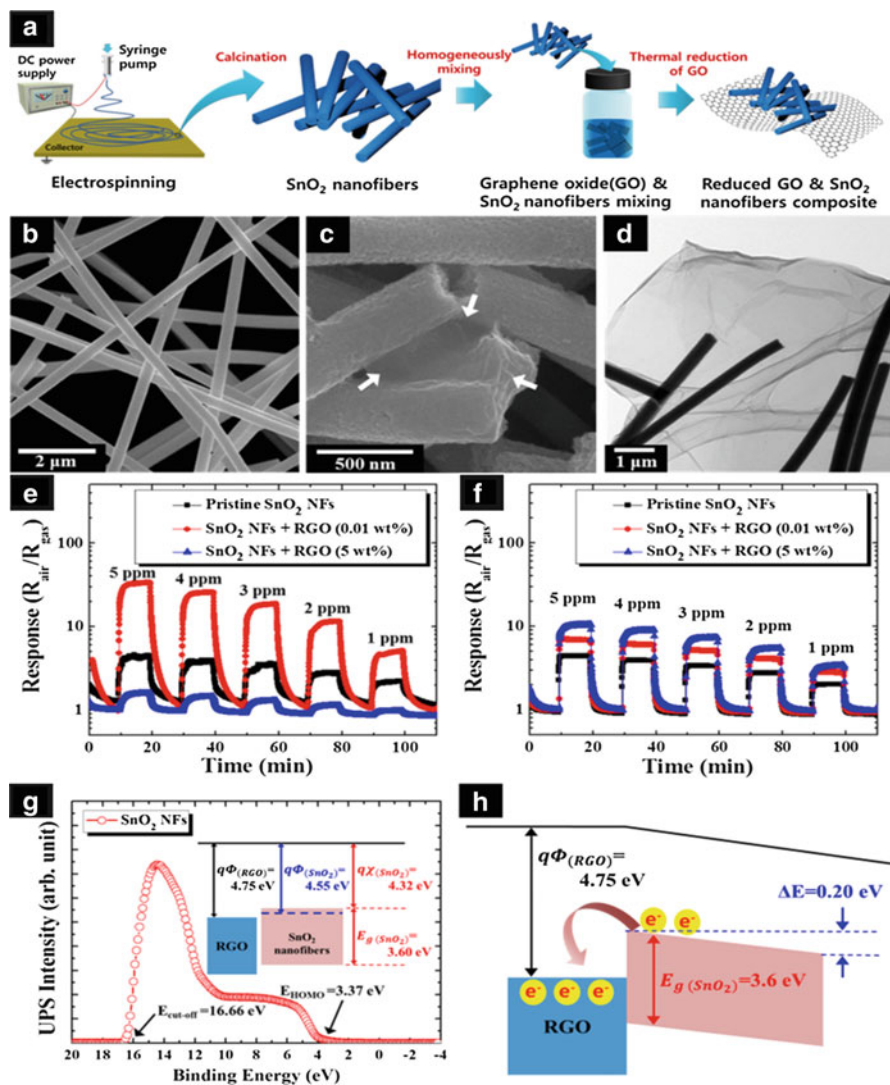 a
DC power
supply
Syringe
pump
Collector
Electrospinning
Calcination
SnO₂ nanofibers
Homogeneously
mixing
Graphene oxide(GO) &
SnO₂ nanofibers mixing
Thermal reduction
of GO
Reduced GO & SnO₂
nanofibers composite
b
2 μm
c
500 nm
d
1 μm
e
Response (R_air/R_gas)
100
10
1
Pristine SnO₂ NFs
SnO₂ NFs + RGO (0.01 wt%)
SnO₂ NFs + RGO (5 wt%)
5 ppm
4 ppm
3 ppm
2 ppm
1 ppm
0 20 40 60 80 100
Time (min)
f
Response (R_air/R_gas)
100
10
1
Pristine SnO₂ NFs
SnO₂ NFs + RGO (0.01 wt%)
SnO₂ NFs + RGO (5 wt%)
5 ppm
4 ppm
3 ppm
2 ppm
1 ppm
0 20 40 60 80 100
Time (min)
g
UPS Intensity (arb. unit)
SnO₂ NFs
qΦ(RGO)=
4.75 eV
qΦ(SnO₂)=
4.55 eV
qχ(SnO₂)=
4.32 eV
E_g (SnO₂)=
3.60 eV
RGO
SnO₂
nanofibers
E_HOMO=3.37 eV
E_cut-off=16.66 eV
20 18 16 14 12 10 8 6 4 2 0 -2 -4
Binding Energy (eV)
h
qΦ(RGO)=
4.75 eV
ΔE=0.20 eV
e⁻ e⁻
E_g (SnO₂)=3.6 eV
e⁻ e⁻ e⁻
RGO